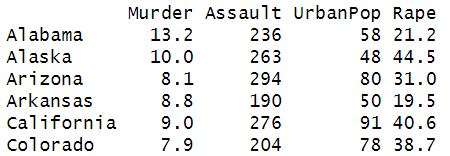 Murder Assault UrbanPop Rape
Alabama 13.2 236 58 21.2
Alaska 10.0 263 48 44.5
Arizona 8.1 294 80 31.0
Arkansas 8.8 190 50 19.5
California 9.0 276 91 40.6
Colorado 7.9 204 78 38.7